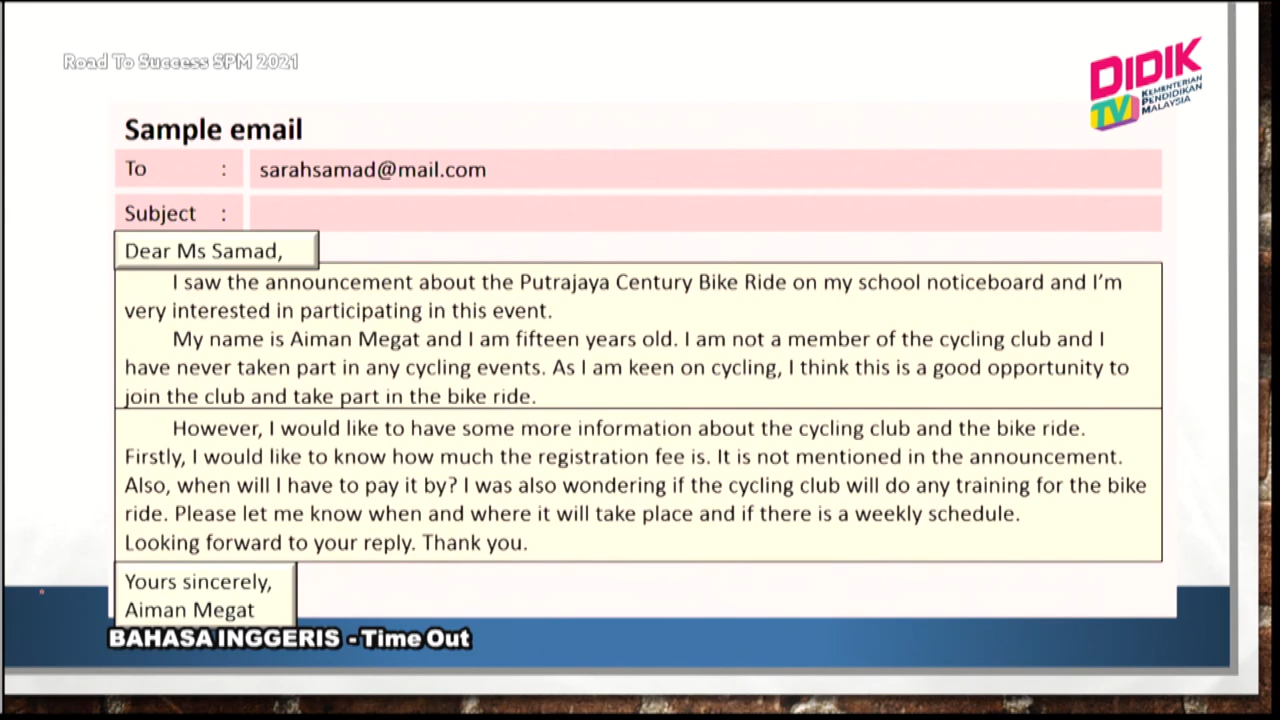 Road To Success SPM 2021
DIDIK
TV
KEMENTERIAN
PENDIDIKAN
MALAYSIA
Sample email
To : sarahsamad@mail.com
Subject :
Dear Ms Samad,
I saw the announcement about the Putrajaya Century Bike Ride on my school noticeboard and I'm
very interested in participating in this event.
My name is Aiman Megat and I am fifteen years old. I am not a member of the cycling club and I
have never taken part in any cycling events. As I am keen on cycling, I think this is a good opportunity to
join the club and take part in the bike ride.
However, I would like to have some more information about the cycling club and the bike ride.
Firstly, I would like to know how much the registration fee is. It is not mentioned in the announcement.
Also, when will I have to pay it by? I was also wondering if the cycling club will do any training for the bike
ride. Please let me know when and where it will take place and if there is a weekly schedule.
Looking forward to your reply. Thank you.
Yours sincerely,
Aiman Megat
BAHASA INGGERIS - Time Out